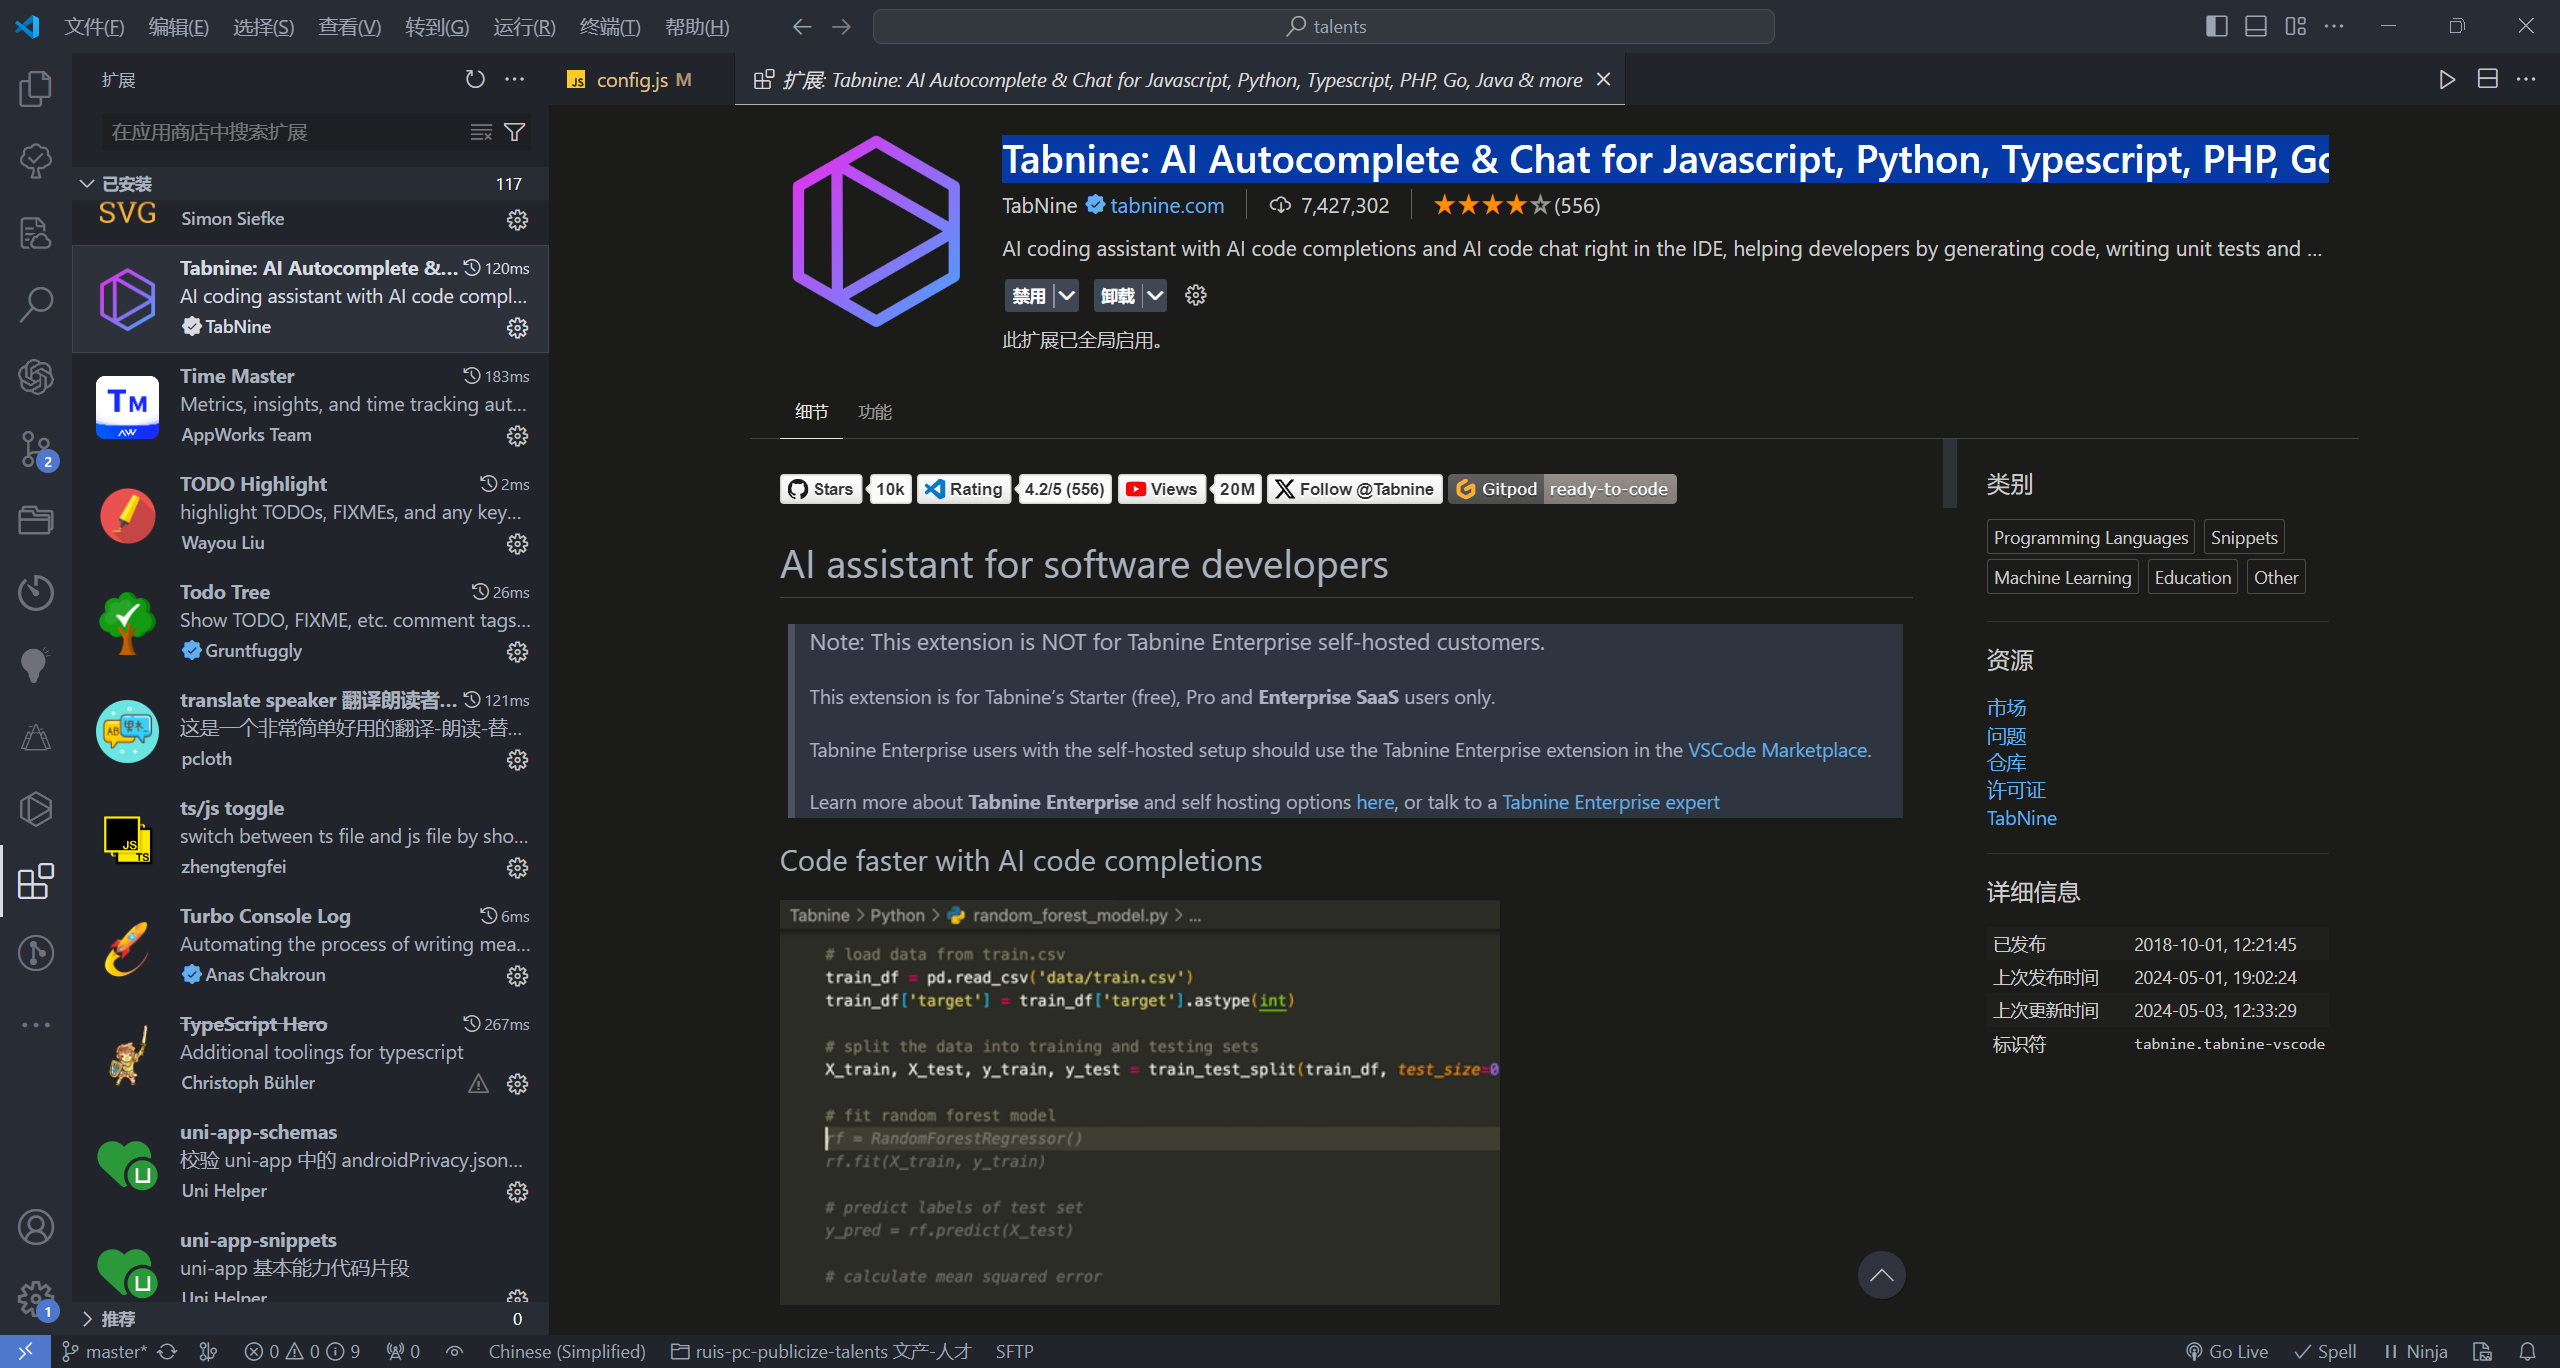 文件(F) 编辑(E) 选择(S) 查看(V) 转到(G) 运行(R) 终端(T) 帮助(H) talents
扩展
config.js M
扩展: Tabnine: AI Autocomplete & Chat for Javascript, Python, Typescript, PHP, Go, Java & more
在应用商店中搜索扩展
已安装 117
SVG
Simon Siefke
Tabnine: AI Autocomplete &... 120ms
AI coding assistant with AI code compl...
TabNine
Time Master 183ms
Metrics, insights, and time tracking aut...
AppWorks Team
TM
AW
TODO Highlight 2ms
highlight TODOs, FIXMEs, and any key...
Wayou Liu
Todo Tree 26ms
Show TODO, FIXME, etc. comment tags...
Gruntfuggly
translate speaker 翻译朗读者... 121ms
这是一个非常简单好用的翻译-朗读-替...
pcloth
ts/js toggle
switch between ts file and js file by sho...
zhengtengfei
JS
TS
Turbo Console Log 6ms
Automating the process of writing mea...
Anas Chakroun
TypeScript Hero 267ms
Additional toolings for typescript
Christoph Bühler
uni-app-schemas
校验 uni-app 中的 androidPrivacy.json...
Uni Helper
uni-app-snippets
uni-app 基本能力代码片段
Uni Helper
推荐 0
2
1
Tabnine: AI Autocomplete & Chat for Javascript, Python, Typescript, PHP, Go
TabNine tabnine.com 7,427,302 (556)
AI coding assistant with AI code completions and AI code chat right in the IDE, helping developers by generating code, writing unit tests and ...
禁用 卸载
此扩展已全局启用。
细节 功能
Stars 10k Rating 4.2/5 (556) Views 20M Follow @Tabnine Gitpod ready-to-code
AI assistant for software developers
Note: This extension is NOT for Tabnine Enterprise self-hosted customers.
This extension is for Tabnine’s Starter (free), Pro and Enterprise SaaS users only.
Tabnine Enterprise users with the self-hosted setup should use the Tabnine Enterprise extension in the VSCode Marketplace.
Learn more about Tabnine Enterprise and self hosting options here, or talk to a Tabnine Enterprise expert
Code faster with AI code completions
Tabnine > Python > random_forest_model.py > ...
# load data from train.csv
train_df = pd.read_csv('data/train.csv')
train_df['target'] = train_df['target'].astype(int)
# split the data into training and testing sets
X_train, X_test, y_train, y_test = train_test_split(train_df, test_size=0
# fit random forest model
rf = RandomForestRegressor()
rf.fit(X_train, y_train)
# predict labels of test set
y_pred = rf.predict(X_test)
# calculate mean squared error
类别
Programming Languages Snippets
Machine Learning Education Other
资源
市场
问题
仓库
许可证
TabNine
详细信息
已发布 2018-10-01, 12:21:45
上次发布时间 2024-05-01, 19:02:24
上次更新时间 2024-05-03, 12:33:29
标识符 tabnine.tabnine-vscode
master* 0 0 9 0 Chinese (Simplified) ruis-pc-publicize-talents 文产-人才 SFTP Go Live Spell Ninja